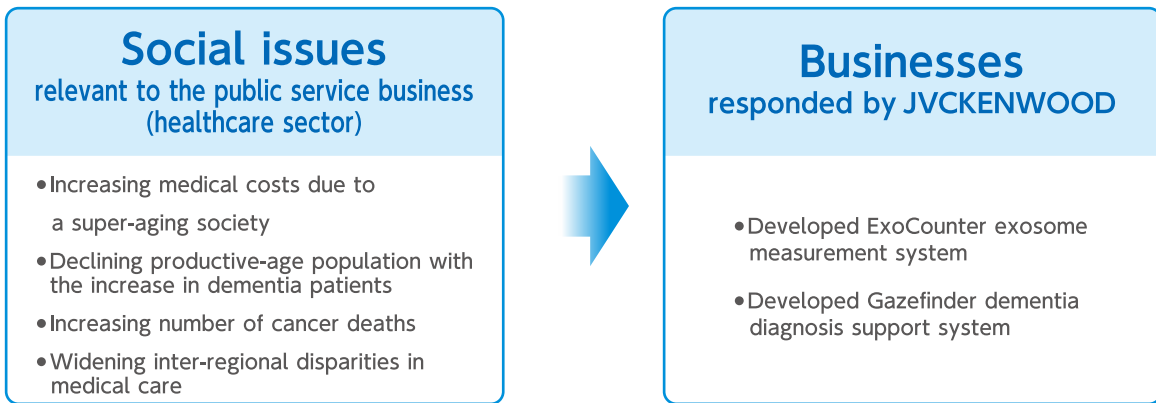 Social issues
relevant to the public service business
(healthcare sector)
•Increasing medical costs due to
a super-aging society
•Declining productive-age population with
the increase in dementia patients
•Increasing number of cancer deaths
•Widening inter-regional disparities in
medical care
Businesses
responded by JVCKENWOOD
•Developed ExoCounter exosome
measurement system
•Developed Gazefinder dementia
diagnosis support system